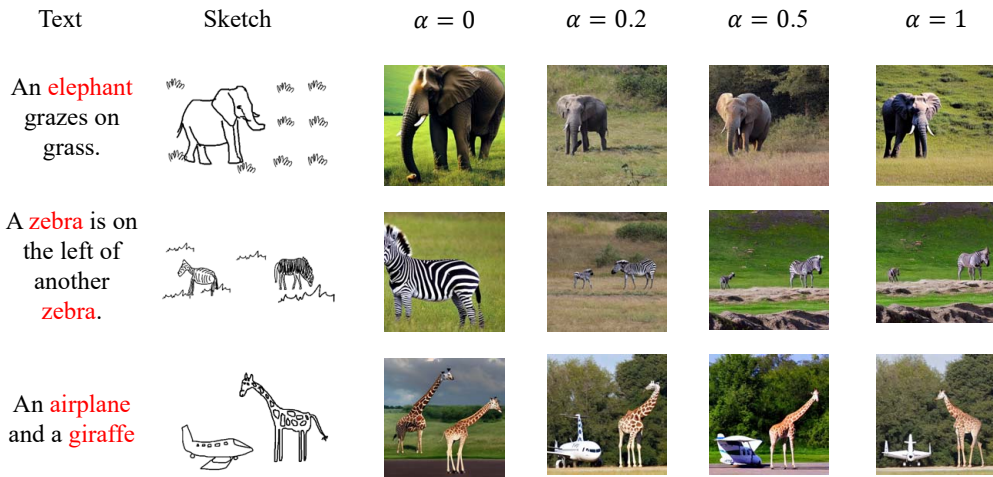 Text Sketch α = 0 α = 0.2 α = 0.5 α = 1
An elephant
grazes on
grass.
A zebra is on
the left of
another
zebra.
An airplane
and a giraffe